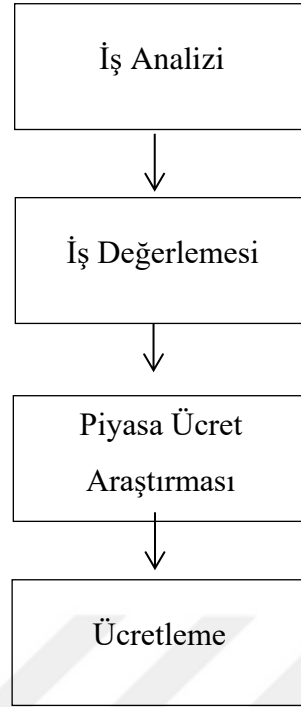 İş Analizi
İş Değerlemesi
Piyasa Ücret
Araştırması
Ücretleme